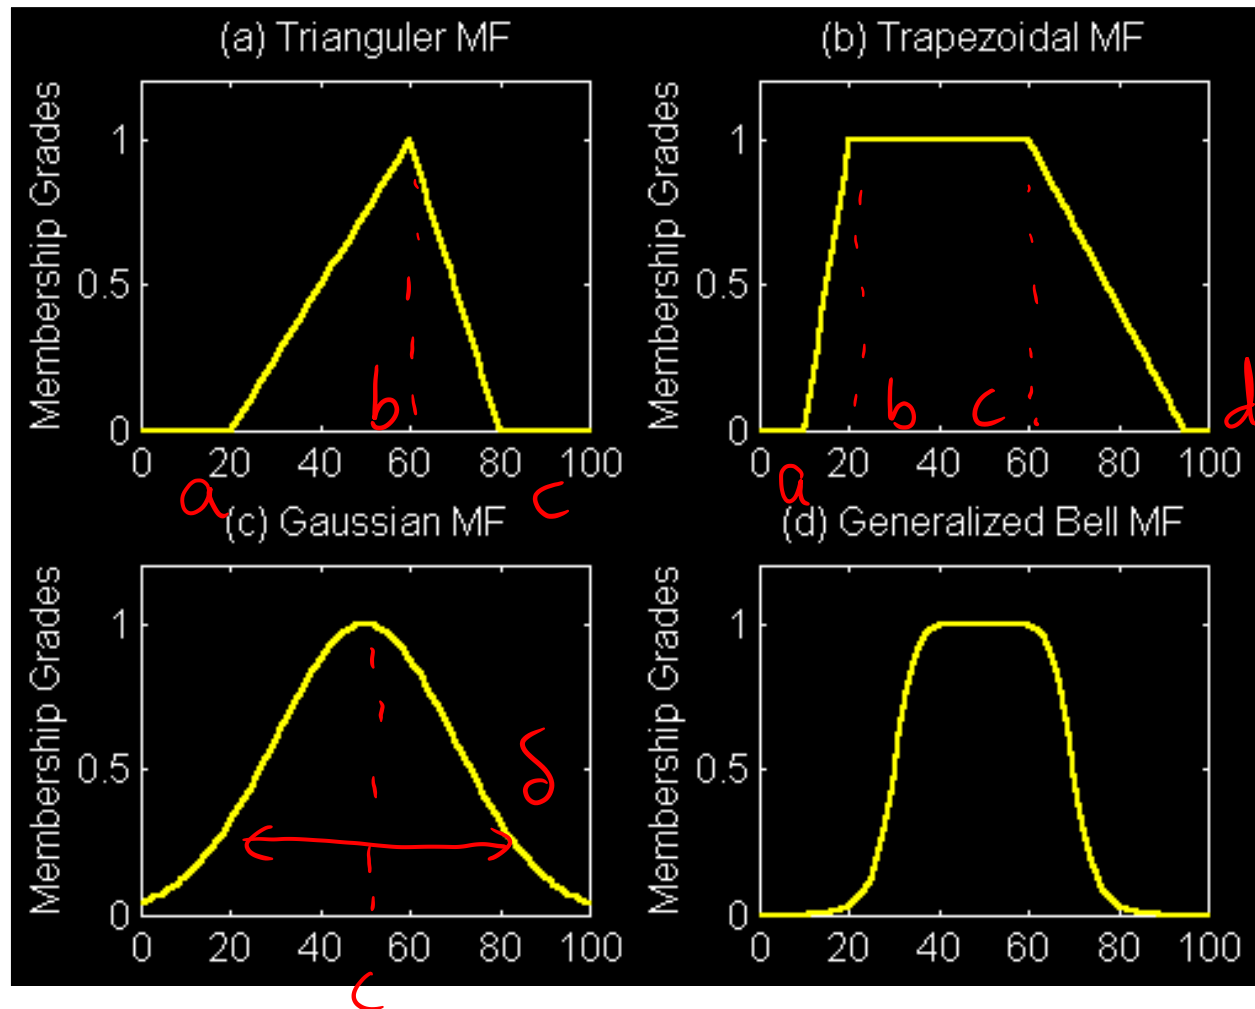 (a) Trianguler MF
Membership Grades
1
0.5
0
b
0 20 40 60 80 100
a
c
(b) Trapezoidal MF
Membership Grades
1
0.5
0
b
c
d
0 20 40 60 80 100
a
(c) Gaussian MF
Membership Grades
1
0.5
0
δ
0 20 40 60 80 100
c
(d) Generalized Bell MF
Membership Grades
1
0.5
0
0 20 40 60 80 100